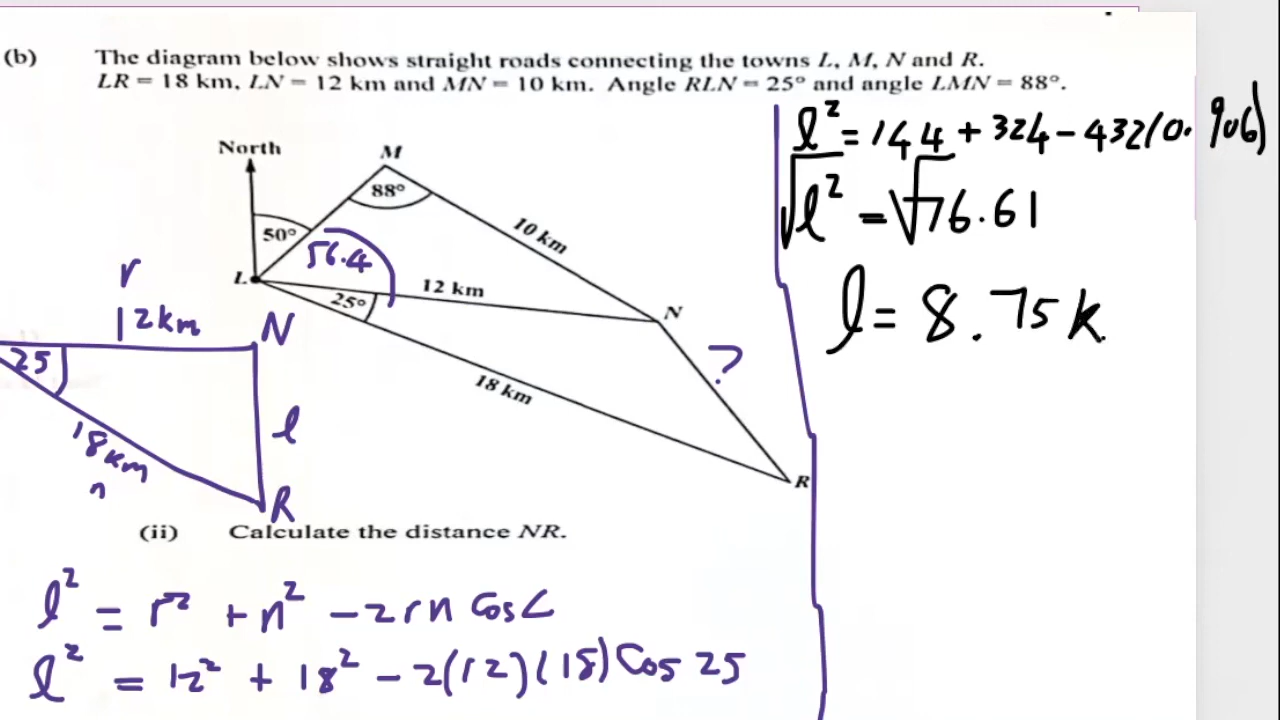 (b) The diagram below shows straight roads connecting the towns L, M, N and R.
LR = 18 km, LN = 12 km and MN = 10 km. Angle RLN = 25° and angle LMN = 88°.
l² = 144 + 324 - 432(0.906)
√l² = √76.61
l = 8.75k
North
M
88°
50°
56.4
10 km
L
12 km
25°
N
?
18 km
R
r
12km
N
25
l
18km
n
R
(ii) Calculate the distance NR.
l² = r² + n² - 2rn Cos L
l² = 12² + 18² - 2(12)(18) Cos 25